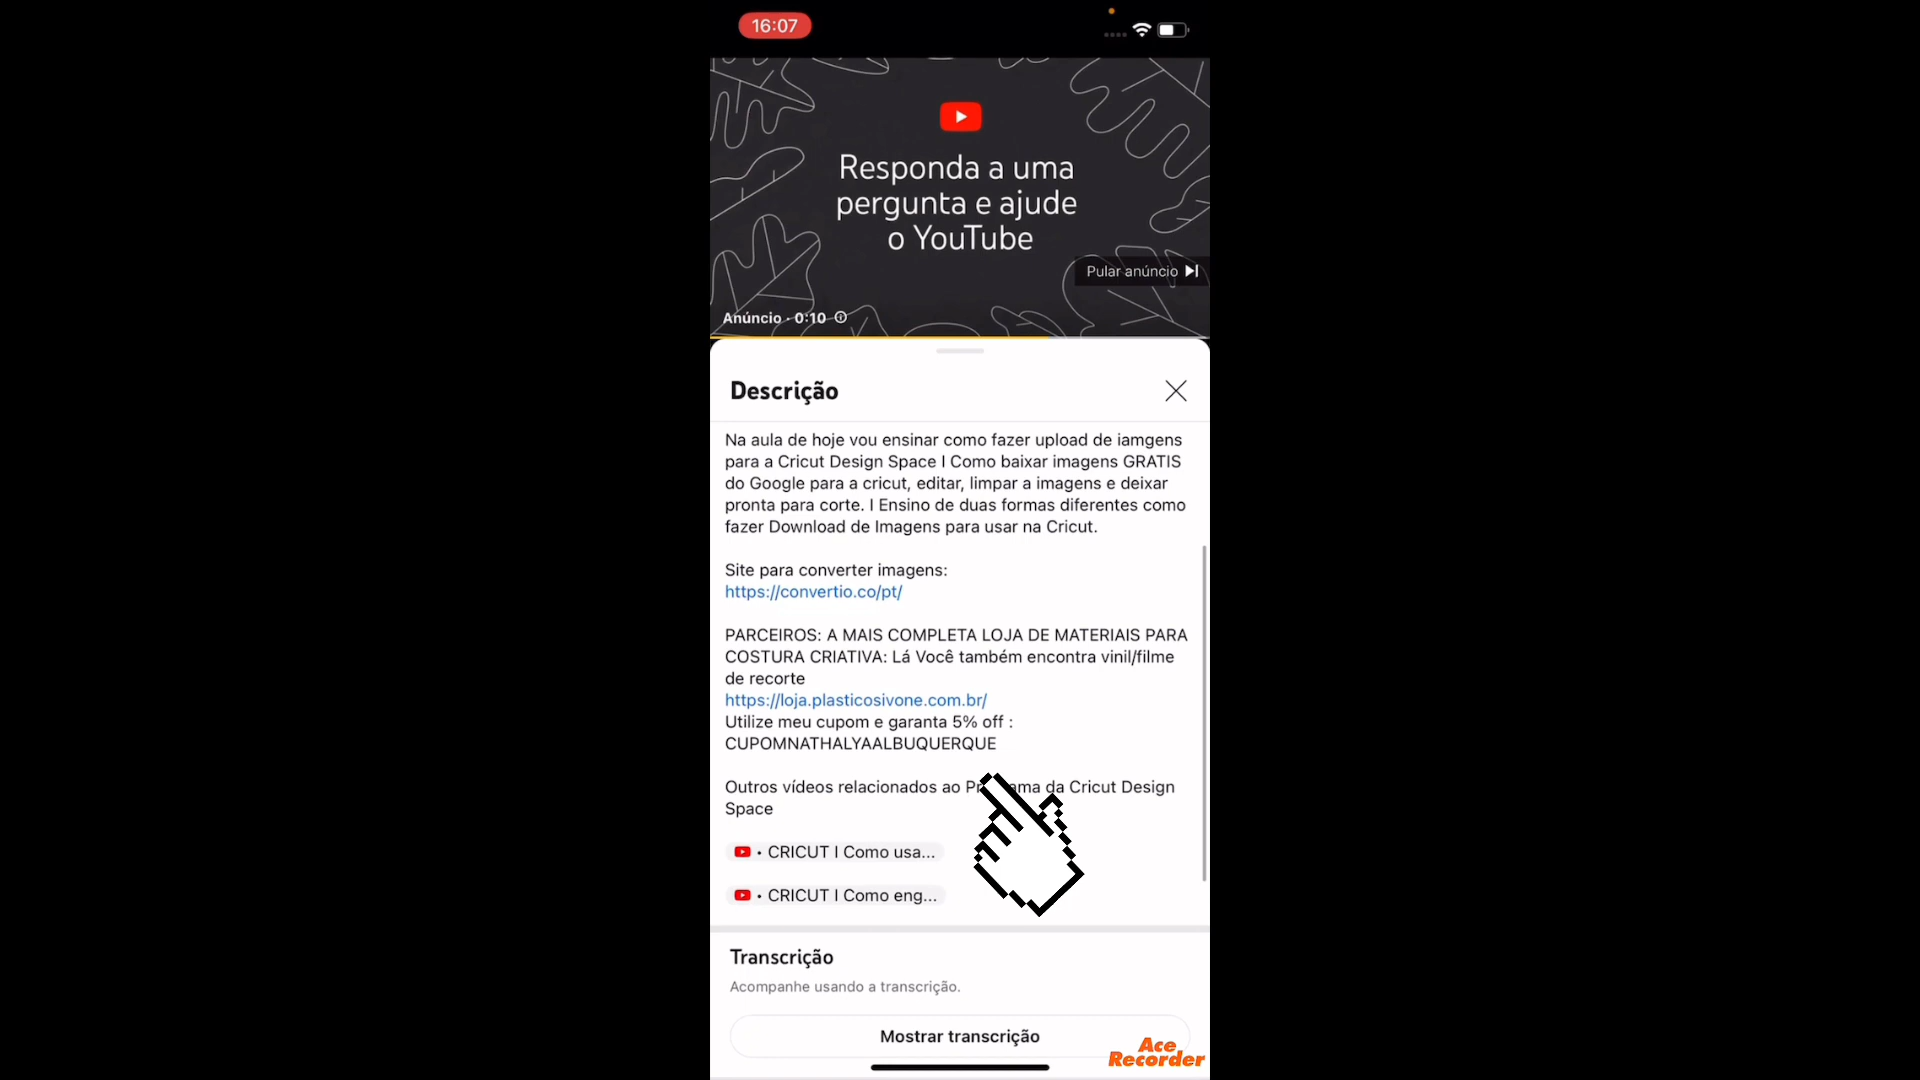 16:07
Responda a uma
pergunta e ajude
o YouTube
Pular anúncio
Anúncio · 0:10
Descrição
Na aula de hoje vou ensinar como fazer upload de iamgens
para a Cricut Design Space I Como baixar imagens GRATIS
do Google para a cricut, editar, limpar a imagens e deixar
pronta para corte. I Ensino de duas formas diferentes como
fazer Download de Imagens para usar na Cricut.
Site para converter imagens:
https://convertio.co/pt/
PARCEIROS: A MAIS COMPLETA LOJA DE MATERIAIS PARA
COSTURA CRIATIVA: Lá Você também encontra vinil/filme
de recorte
https://loja.plasticosivone.com.br/
Utilize meu cupom e garanta 5% off :
CUPOMNATHALYAALBUQUERQUE
Outros vídeos relacionados ao da Cricut Design
Space
• CRICUT I Como usa...
• CRICUT I Como eng...
Transcrição
Acompanhe usando a transcrição.
Mostrar transcrição
Ace
Recorder